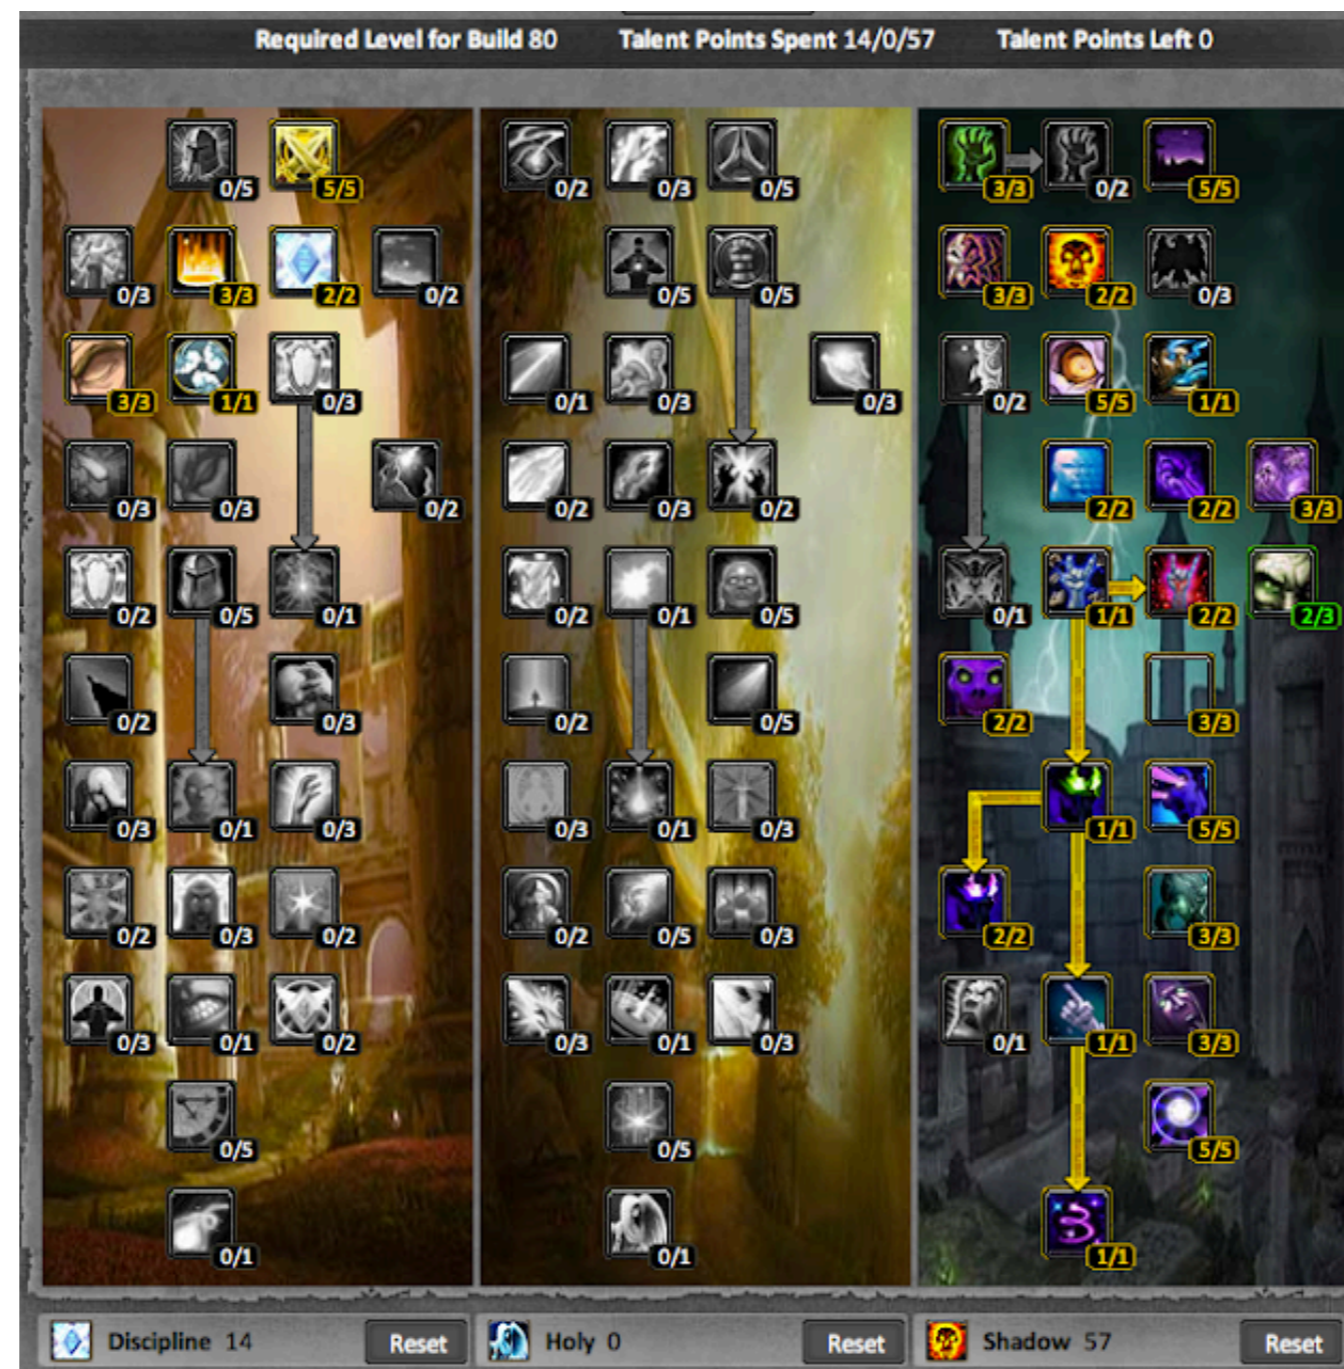 Required Level for Build 80 Talent Points Spent 14/0/57 Talent Points Left 0
0/5 5/5 0/2 0/3 0/5 3/3 0/2 5/5
0/3 3/3 2/2 0/2 0/5 0/5 3/3 2/2 0/3
3/3 1/1 0/3 0/1 0/3 0/3 0/2 5/5 1/1
0/3 0/3 0/2 0/2 0/3 0/2 2/2 2/2 3/3
0/2 0/5 0/1 0/2 0/1 0/5 0/1 1/1 2/2 2/3
0/2 0/3 0/2 0/5 2/2 3/3
0/3 0/1 0/3 0/3 0/1 0/3 1/1 5/5
0/2 0/3 0/2 0/2 0/5 0/3 2/2 3/3
0/3 0/1 0/2 0/3 0/1 0/3 0/1 1/1 3/3
0/5 0/5 5/5
0/1 0/1 1/1
Discipline 14 Reset Holy 0 Reset Shadow 57 Reset